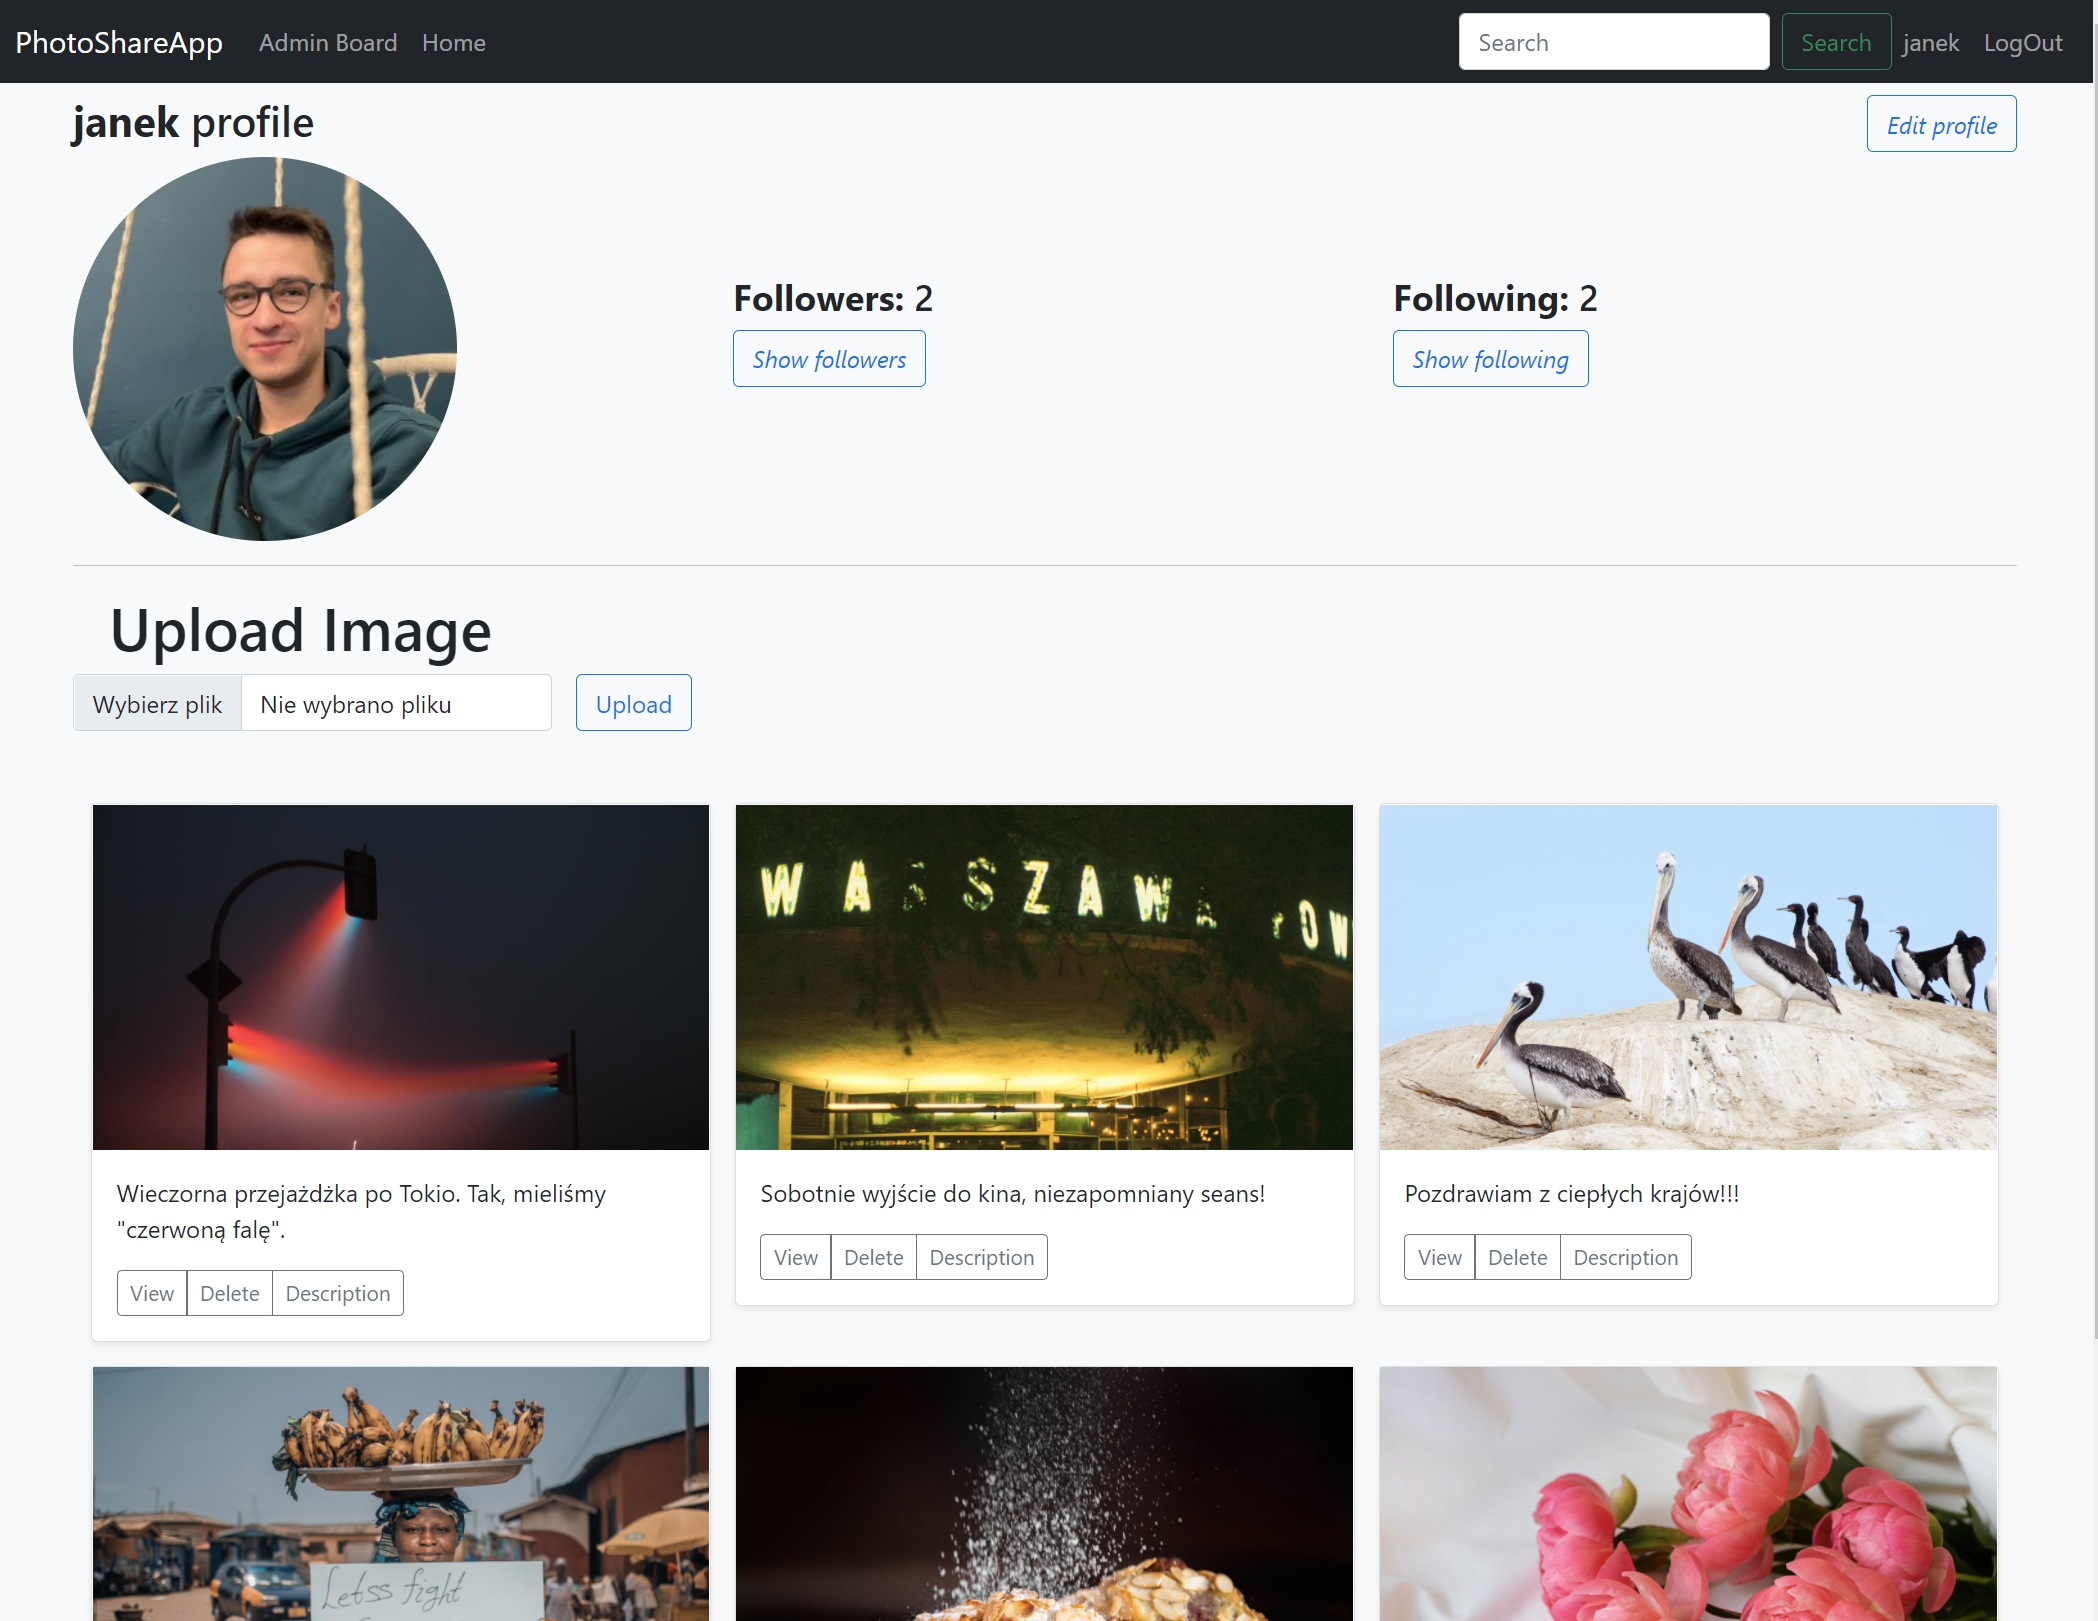 PhotoShareApp Admin Board Home Search Search janek LogOut
janek profile
Edit profile
Followers: 2
Show followers
Following: 2
Show following
Upload Image
Wybierz plik Nie wybrano pliku Upload
WARSZAWA TOW
Wieczorna przejażdżka po Tokio. Tak, mieliśmy
"czerwoną falę".
View Delete Description
Sobotnie wyjście do kina, niezapomniany seans!
View Delete Description
Pozdrawiam z ciepłych krajów!!!
View Delete Description
Letss fight